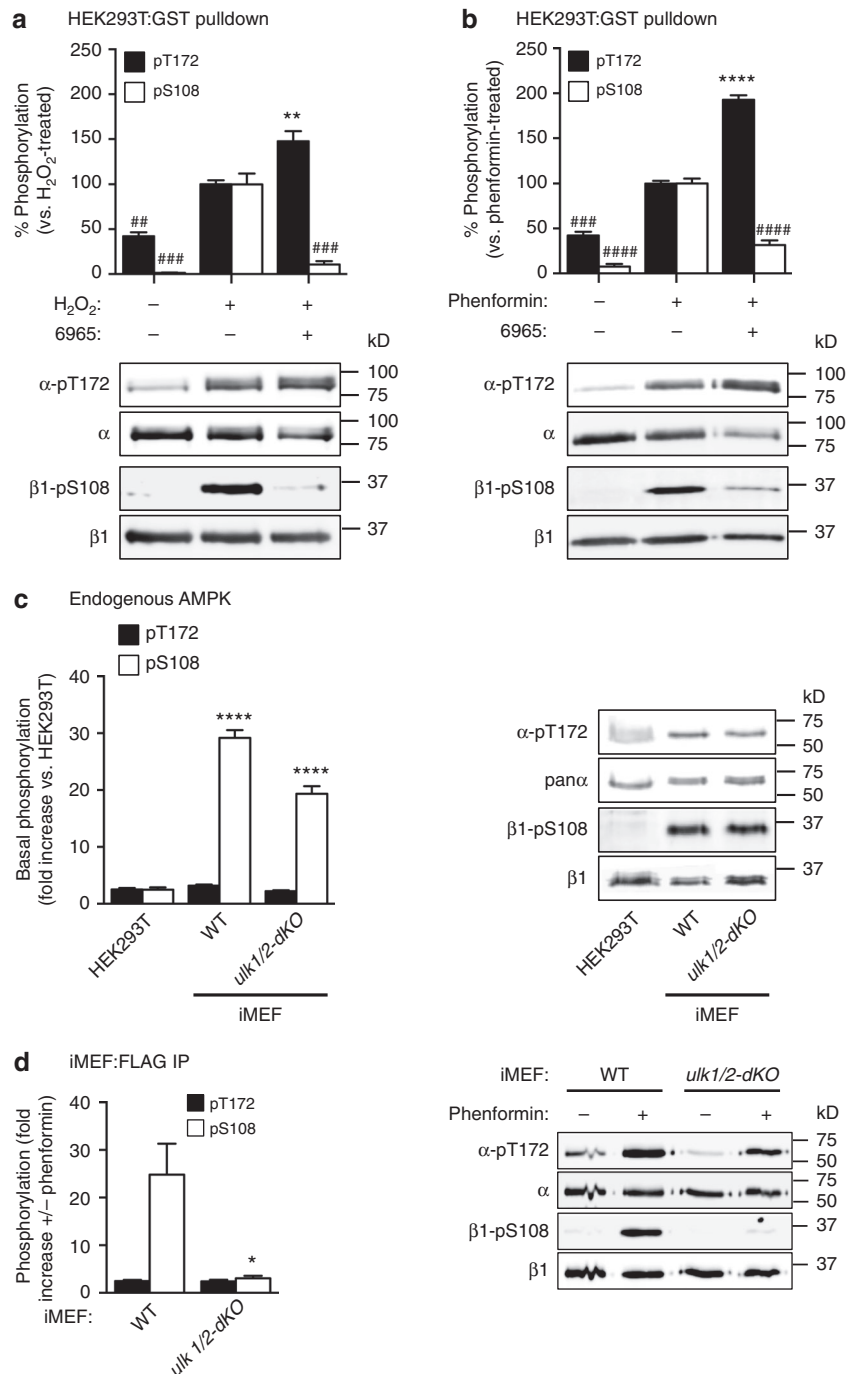 a HEK293T:GST pulldown
% Phosphorylation
(vs. H2O2-treated)
250
200
150
100
50
0
pT172
pS108
##
###
**
###
H2O2: – + +
6965: – – +
kD
α-pT172
100
75
α
100
75
β1-pS108
37
β1
37
b HEK293T:GST pulldown
% Phosphorylation
(vs. phenformin-treated)
250
200
150
100
50
0
pT172
pS108
###
####
****
####
Phenformin: – + +
6965: – – +
kD
α-pT172
100
75
α
100
75
β1-pS108
37
β1
37
c Endogenous AMPK
pT172
pS108
Basal phosphorylation
(fold increase vs. HEK293T)
40
30
20
10
0
****
****
HEK293T
WT
ulk1/2-dKO
iMEF
kD
α-pT172
75
50
panα
75
50
β1-pS108
37
β1
37
HEK293T
WT
ulk1/2-dKO
iMEF
d iMEF:FLAG IP
Phosphorylation (fold
increase +/– phenformin)
40
30
20
10
0
pT172
pS108
*
iMEF:
WT
ulk 1/2-dKO
iMEF: WT ulk1/2-dKO
Phenformin: – + – + kD
α-pT172
75
50
α
75
50
β1-pS108
37
β1
37